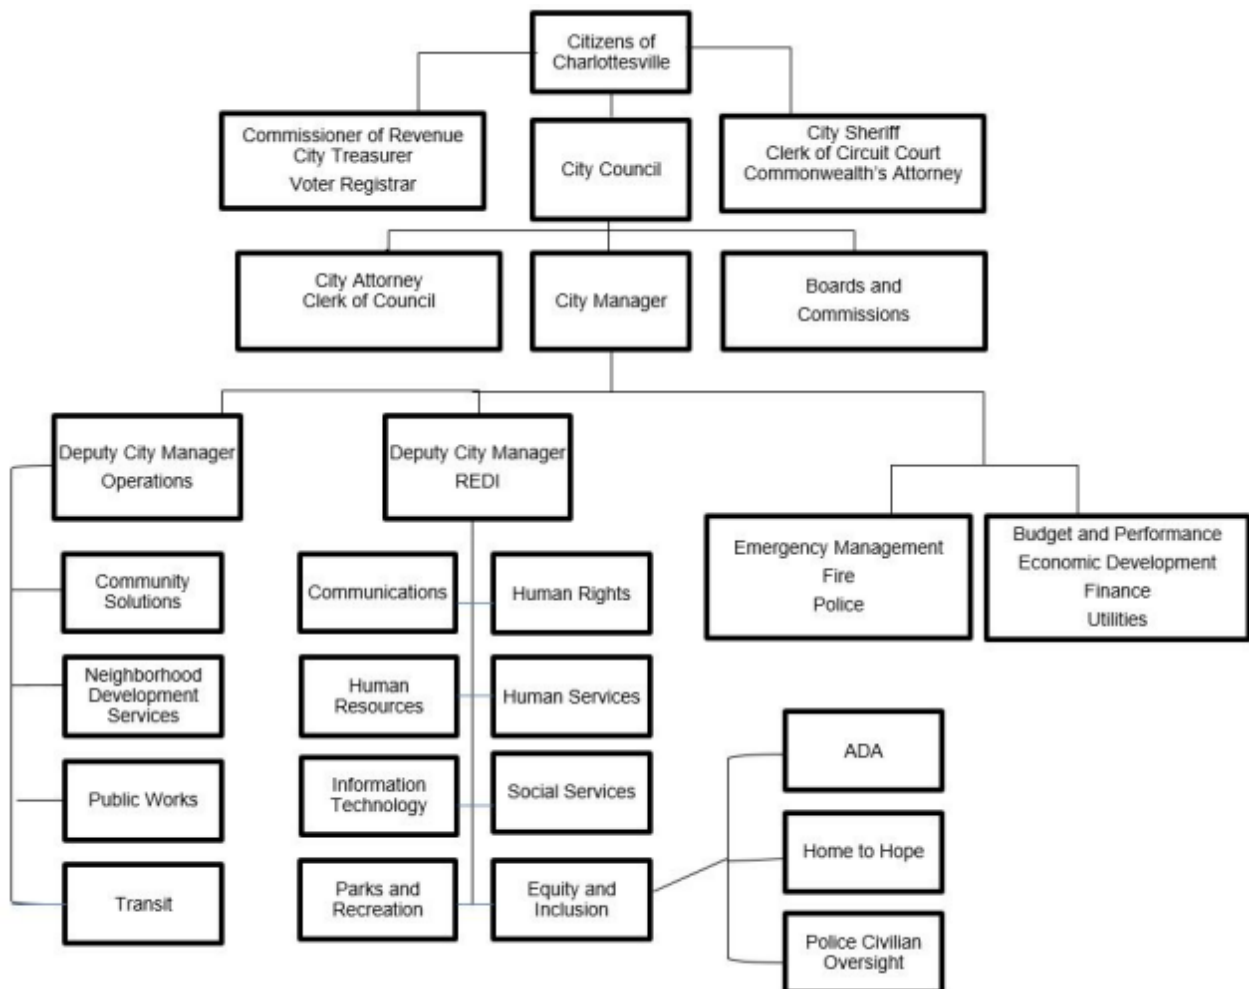 Citizens of
Charlottesville
Commissioner of Revenue
City Treasurer
Voter Registrar
City Council
City Sheriff
Clerk of Circuit Court
Commonwealth's Attorney
City Attorney
Clerk of Council
City Manager
Boards and
Commissions
Deputy City Manager
Operations
Deputy City Manager
REDI
Emergency Management
Fire
Police
Budget and Performance
Economic Development
Finance
Utilities
Community
Solutions
Neighborhood
Development
Services
Public Works
Transit
Communications
Human Rights
Human
Resources
Human Services
Information
Technology
Social Services
Parks and
Recreation
Equity and
Inclusion
ADA
Home to Hope
Police Civilian
Oversight